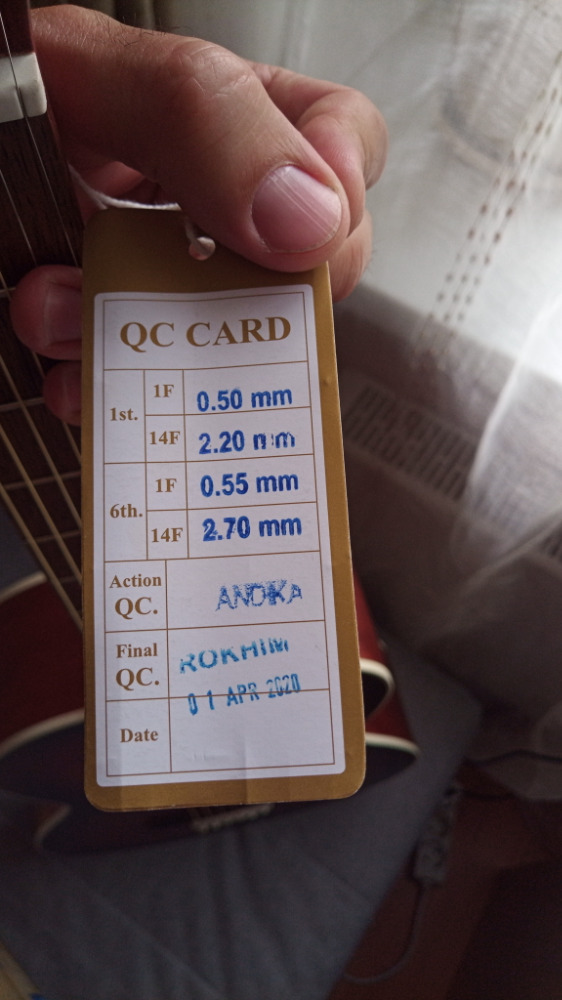 QC CARD
1st. 1F 0.50 mm
14F 2.20 mm
6th. 1F 0.55 mm
14F 2.70 mm
Action QC. ANDIKA
Final QC. ROKHIM
Date 01 APR 2020